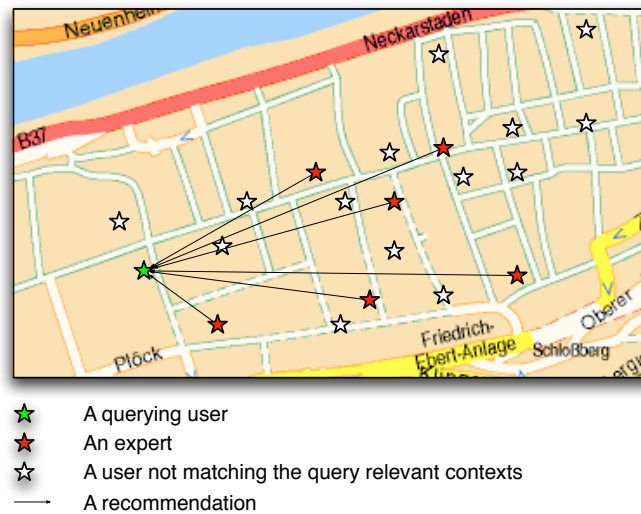 Neuenhein
Neckarstaden
B37
Oberer
Friedrich-
Ebert-Anlage
Schloßberg
Plöck
A querying user
An expert
A user not matching the query relevant contexts
A recommendation